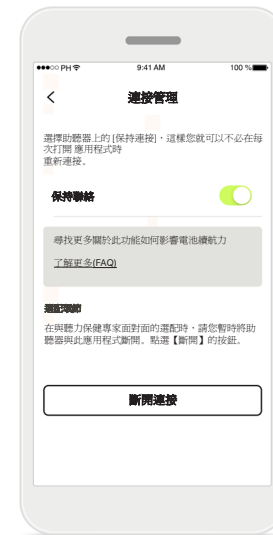 PH
9:41 AM
100 %
連接管理
選擇助聽器上的 [保持連接]，這樣您就可以不必在每
次打開 應用程式時
重新連接。
保持聯絡
尋找更多關於此功能如何影響電池續航力
了解更多(FAQ)
選配環節
在與聽力保健專家面對面的選配時，請您暫時將助
聽器與此應用程式斷開。點選【斷開】的按鈕。
斷開連接